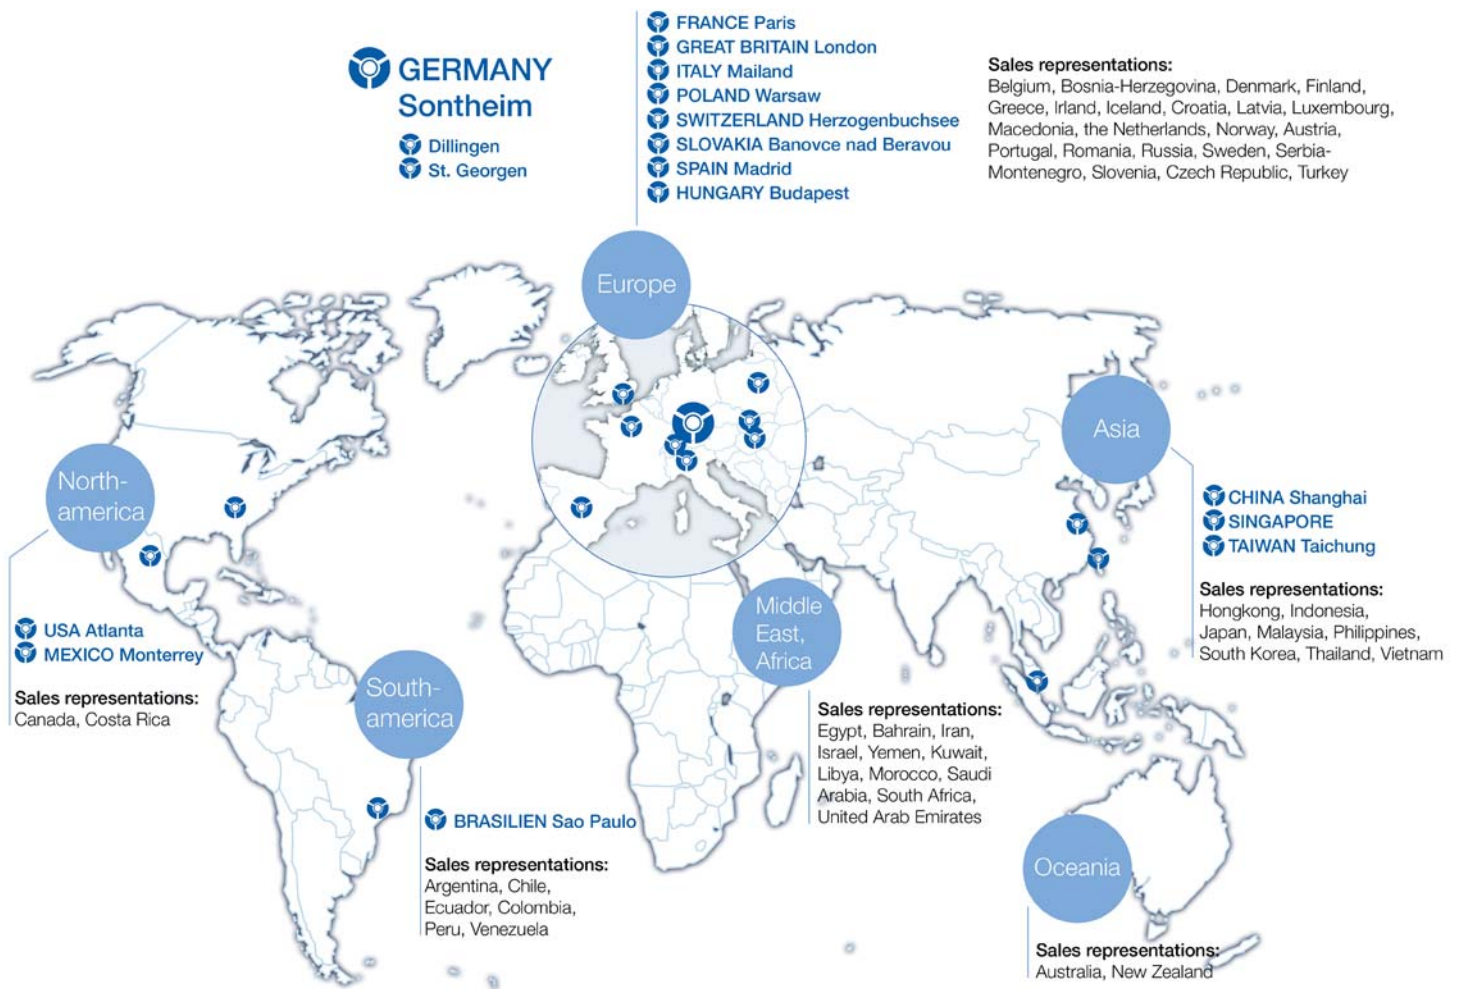 GERMANY
Sontheim
Dillingen
St. Georgen
FRANCE Paris
GREAT BRITAIN London
ITALY Mailand
POLAND Warsaw
SWITZERLAND Herzogenbuchsee
SLOVAKIA Banovce nad Beravou
SPAIN Madrid
HUNGARY Budapest
Sales representations:
Belgium, Bosnia-Herzegovina, Denmark, Finland,
Greece, Irland, Iceland, Croatia, Latvia, Luxembourg,
Macedonia, the Netherlands, Norway, Austria,
Portugal, Romania, Russia, Sweden, Serbia-
Montenegro, Slovenia, Czech Republic, Turkey
Europe
North-
america
USA Atlanta
MEXICO Monterrey
Sales representations:
Canada, Costa Rica
South-
america
BRASILIEN Sao Paulo
Sales representations:
Argentina, Chile,
Ecuador, Colombia,
Peru, Venezuela
Middle
East,
Africa
Sales representations:
Egypt, Bahrain, Iran,
Israel, Yemen, Kuwait,
Libya, Morocco, Saudi
Arabia, South Africa,
United Arab Emirates
Asia
CHINA Shanghai
SINGAPORE
TAIWAN Taichung
Sales representations:
Hongkong, Indonesia,
Japan, Malaysia, Philippines,
South Korea, Thailand, Vietnam
Oceania
Sales representations:
Australia, New Zealand